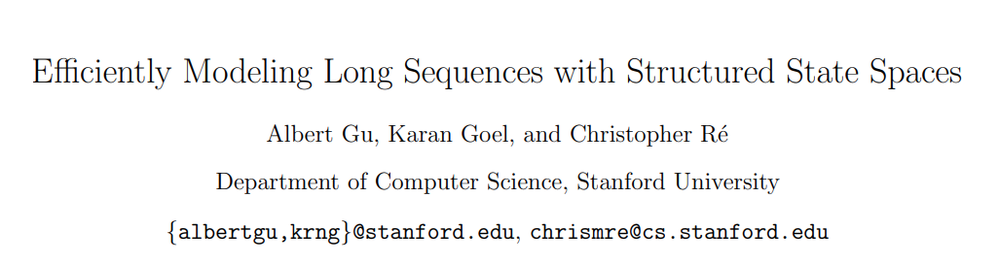 Efficiently Modeling Long Sequences with Structured State Spaces
Albert Gu, Karan Goel, and Christopher Ré
Department of Computer Science, Stanford University
{albertgu,krng}@stanford.edu, chrismre@cs.stanford.edu